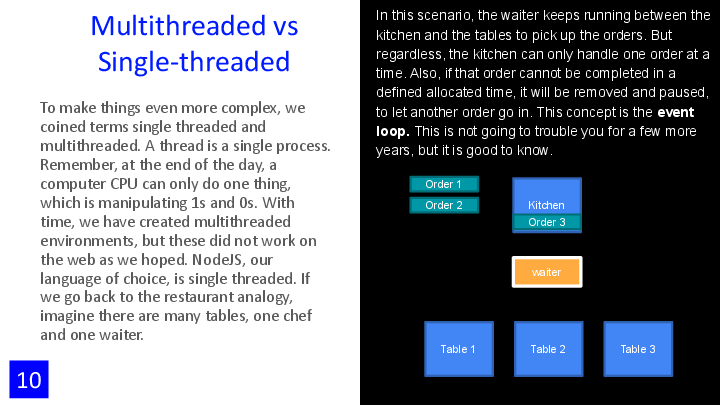 Multithreaded vs
Single-threaded
To make things even more complex, we
coined terms single threaded and
multithreaded. A thread is a single process.
Remember, at the end of the day, a
computer CPU can only do one thing,
which is manipulating 1s and 0s. With
time, we have created multithreaded
environments, but these did not work on
the web as we hoped. NodeJS, our
language of choice, is single threaded. If
we go back to the restaurant analogy,
imagine there are many tables, one chef
and one waiter.
10
In this scenario, the waiter keeps running between the
kitchen and the tables to pick up the orders. But
regardless, the kitchen can only handle one order at a
time. Also, if that order cannot be completed in a
defined allocated time, it will be removed and paused,
to let another order go in. This concept is the event
loop. This is not going to trouble you for a few more
years, but it is good to know.
Order 1
Order 2
Kitchen
Order 3
waiter
Table 1
Table 2
Table 3